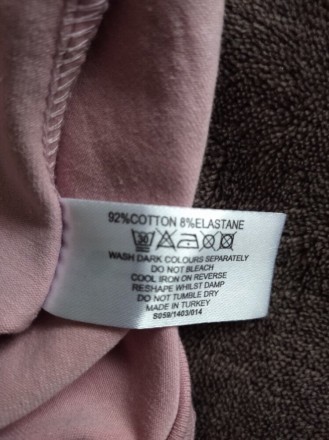 92%COTTON 8%ELASTANE
WASH DARK COLOURS SEPARATELY
DO NOT BLEACH
COOL IRON ON REVERSE
RESHAPE WHILST DAMP
DO NOT TUMBLE DRY
MADE IN TURKEY
S059/1403/014